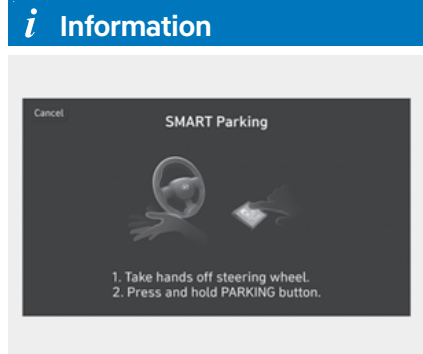 i Information
Cancel
SMART Parking
1. Take hands off steering wheel.
2. Press and hold PARKING button.